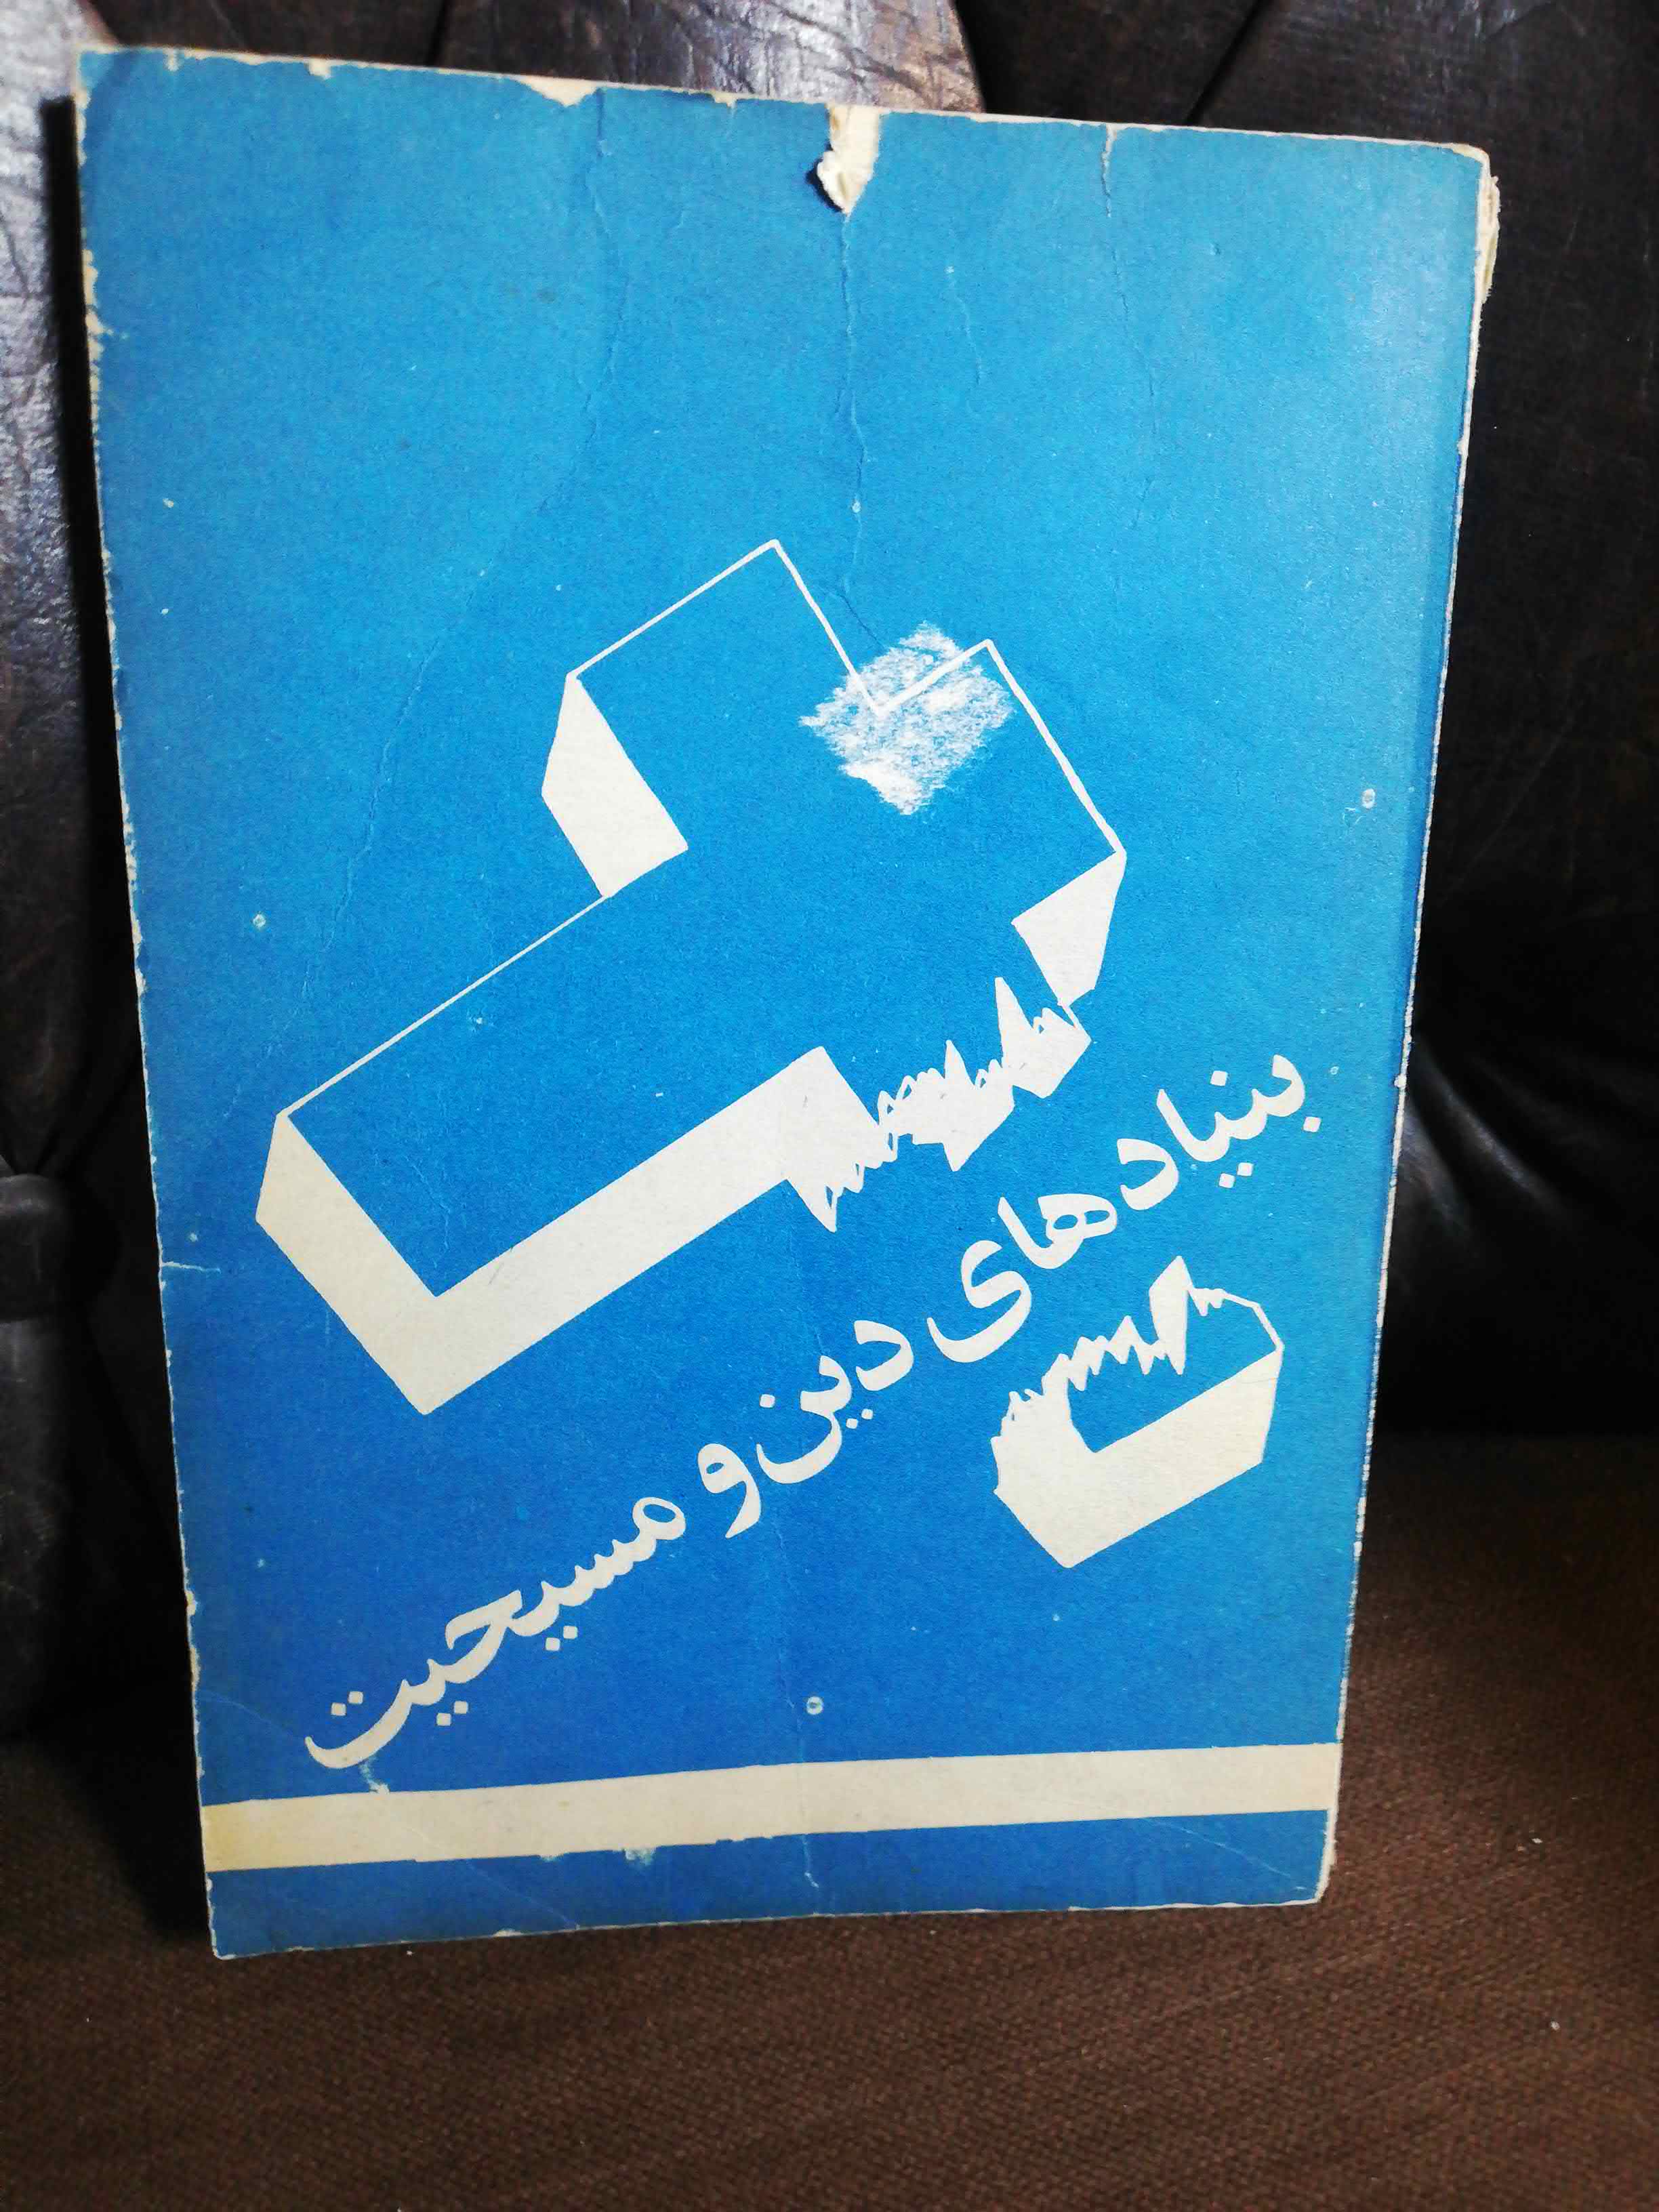 بنیادهای دین و مسیحیت